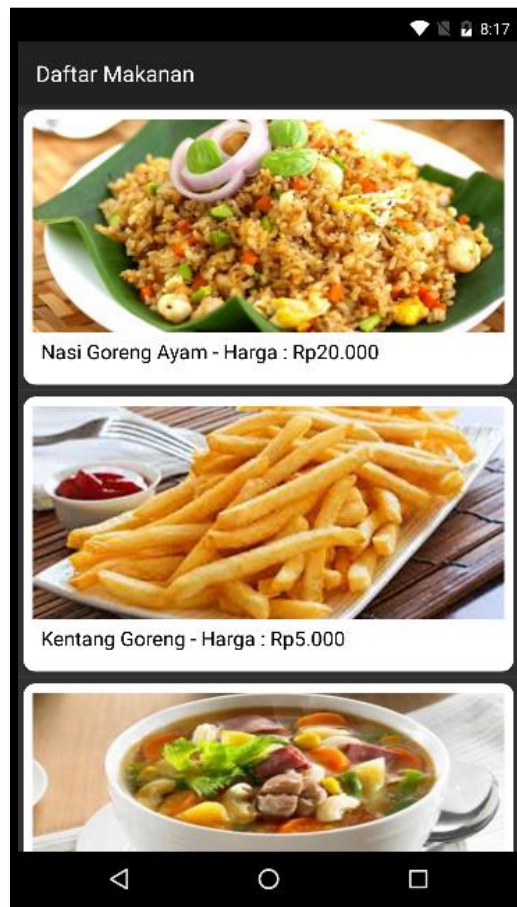 8:17
Daftar Makanan
Nasi Goreng Ayam - Harga : Rp20.000
Kentang Goreng - Harga : Rp5.000